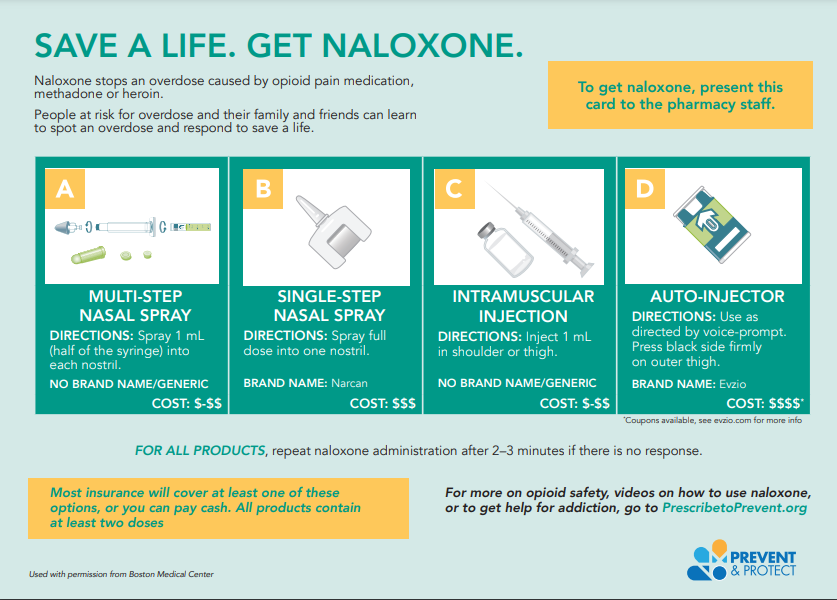 SAVE A LIFE. GET NALOXONE.
Naloxone stops an overdose caused by opioid pain medication,
methadone or heroin.
People at risk for overdose and their family and friends can learn
to spot an overdose and respond to save a life.
To get naloxone, present this
card to the pharmacy staff.
A
MULTI-STEP
NASAL SPRAY
DIRECTIONS: Spray 1 mL
(half of the syringe) into
each nostril.
NO BRAND NAME/GENERIC
COST: $-$$
B
SINGLE-STEP
NASAL SPRAY
DIRECTIONS: Spray full
dose into one nostril.
BRAND NAME: Narcan
COST: $$$
C
INTRAMUSCULAR
INJECTION
DIRECTIONS: Inject 1 mL
in shoulder or thigh.
NO BRAND NAME/GENERIC
COST: $-$$
D
AUTO-INJECTOR
DIRECTIONS: Use as
directed by voice-prompt.
Press black side firmly
on outer thigh.
BRAND NAME: Evzio
COST: $$$$*
*Coupons available, see evzio.com for more info
FOR ALL PRODUCTS, repeat naloxone administration after 2–3 minutes if there is no response.
Most insurance will cover at least one of these
options, or you can pay cash. All products contain
at least two doses
For more on opioid safety, videos on how to use naloxone,
or to get help for addiction, go to PrescribetoPrevent.org
Used with permission from Boston Medical Center
PREVENT
& PROTECT